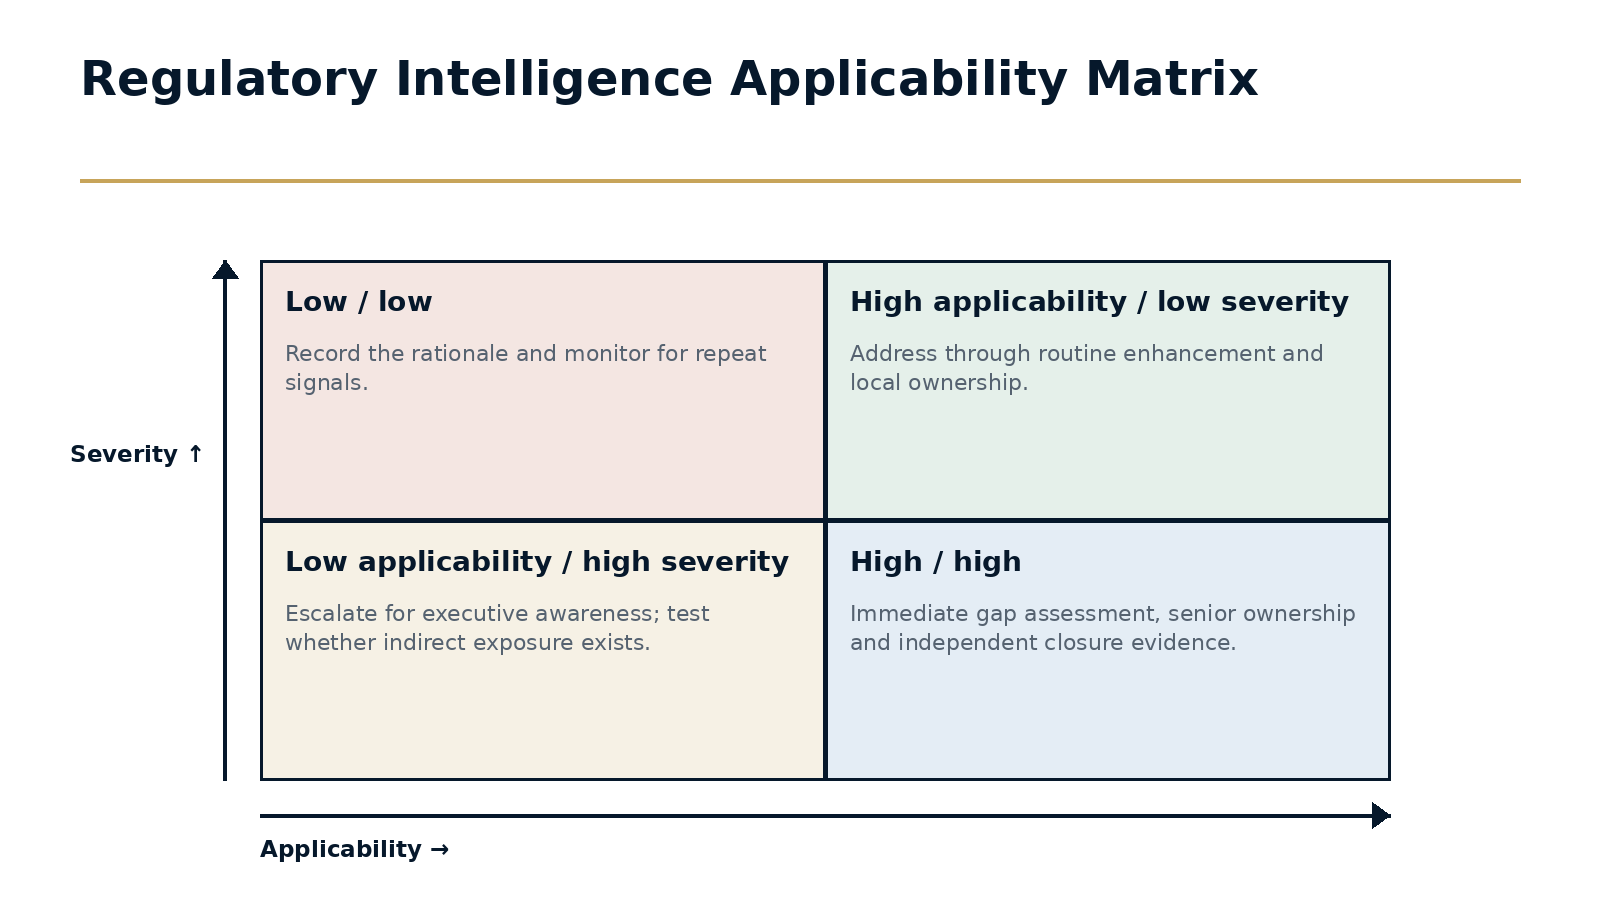 Regulatory Intelligence Applicability Matrix
Low / low
Record the rationale and monitor for repeat
signals.
High applicability / low severity
Address through routine enhancement and
local ownership.
Severity ↑
Low applicability / high severity
Escalate for executive awareness; test
whether indirect exposure exists.
High / high
Immediate gap assessment, senior ownership
and independent closure evidence.
Applicability →